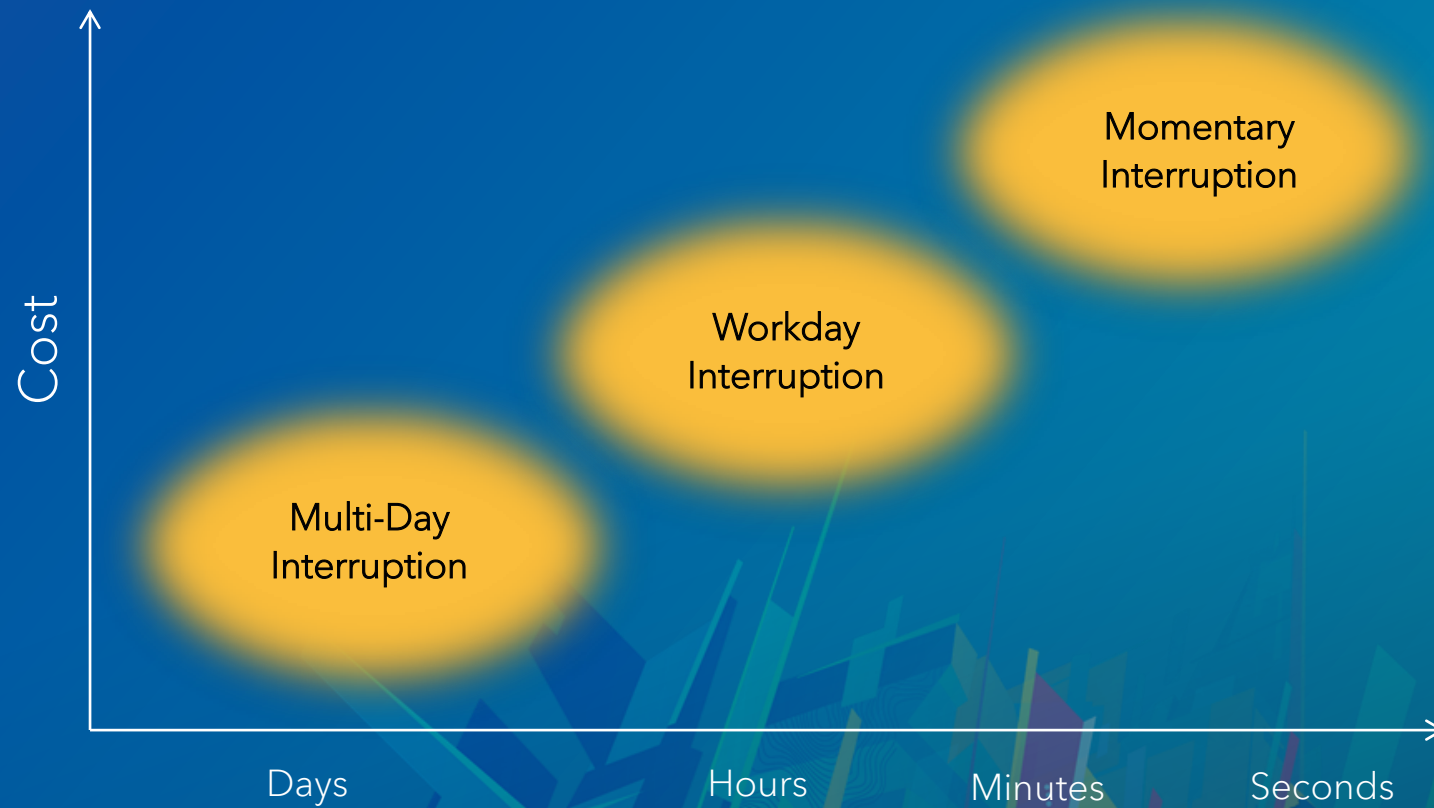 Momentary
Interruption
Workday
Interruption
Cost
Multi-Day
Interruption
Days
Hours
Minutes
Seconds